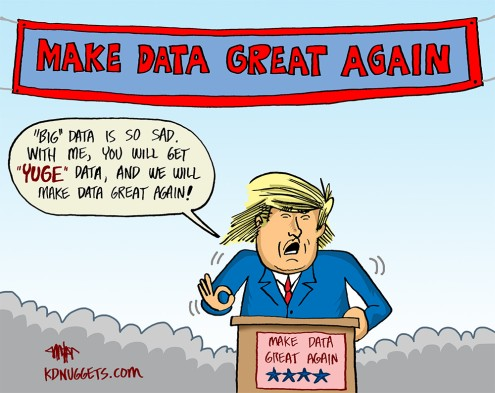 MAKE DATA GREAT AGAIN
"BIG" DATA IS SO SAD.
WITH ME, YOU WILL GET
"YUGE" DATA, AND WE WILL
MAKE DATA GREAT AGAIN!
MAKE DATA
GREAT AGAIN
KDNUGGETS.COM